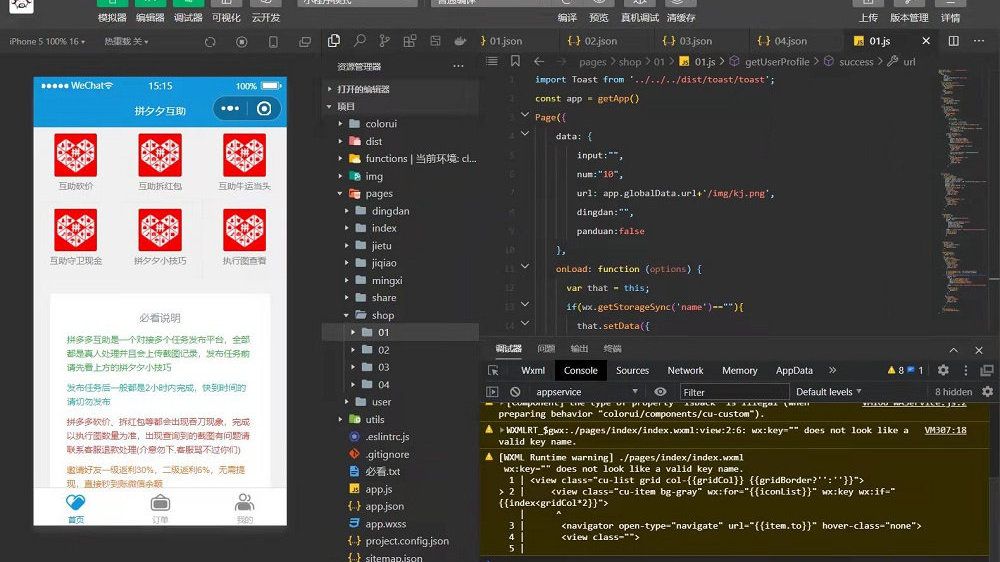 模拟器 编辑器 调试器 可视化 云开发
小程序模式
普通编译
编译 预览 真机调试 清缓存
上传 版本管理 详情
iPhone 5 100% 16
热重载 关
WeChat
15:15
100%
拼夕夕互助
互助砍价
互助拆红包
互助牛运当头
互助守卫现金
拼夕夕小技巧
执行图查看
必看说明
拼多多互助是一个对接多个任务发布平台，全部
都是真人处理并且会上传截图记录，发布任务前
请先看上方的拼夕夕小技巧
发布任务后一般都是2小时内完成，快到时间的
请切勿发布
拼多多砍价、拆红包等都会出现吞刀现象，完成
以执行图数量为准，出现查询到的截图有问题请
联系客服退款处理(介意勿下,客服骂不过你们)
邀请好友一级返利30%，二级返利6%，无需提
现，直接秒到账微信余额
首页
订单
我的
资源管理器
打开的编辑器
项目
colorui
dist
functions | 当前环境: cl...
img
pages
dingdan
index
jietu
jiqiao
mingxi
share
shop
01
02
03
04
user
utils
.eslintrc.js
.gitignore
必看.txt
app.js
app.json
app.wxss
project.config.json
sitemap.json
01.json
02.json
03.json
04.json
01.js
pages > shop > 01 > 01.js > getUserProfile > success > url
1 import Toast from '../../../dist/toast/toast';
2 const app = getApp()
3 Page({
4 data: {
5 input:"",
6 num:"10",
7 url: app.globalData.url+'/img/kj.png',
8 dingdan:"",
9 panduan:false
10 },
11 onLoad: function (options) {
12 var that = this;
13 if(wx.getStorageSync('name')==""){
14 that.setData({
调试器 问题 输出 终端
Wxml Console Sources Network Memory AppData
8
1
appservice
Filter
Default levels
8 hidden
[Component] the type of property "isBack" is illegal (when
preparing behavior "colorui/components/cu-custom").
WXMLRT_$gwx:./pages/index/index.wxml:view:2:6: wx:key="" does not look like a
VM307:18
valid key name.
[WXML Runtime warning] ./pages/index/index.wxml
wx:key="" does not look like a valid key name.
1 | <view class="cu-list grid col-{{gridCol}} {{gridBorder?'':''}}">
> 2 | <view class="cu-item bg-gray" wx:for="{{iconList}}" wx:key wx:if="
{{index<gridCol*2}}">
| ^
3 | <navigator open-type="navigate" url="{{item.to}}" hover-class="none">
4 | <view class="">
5 |